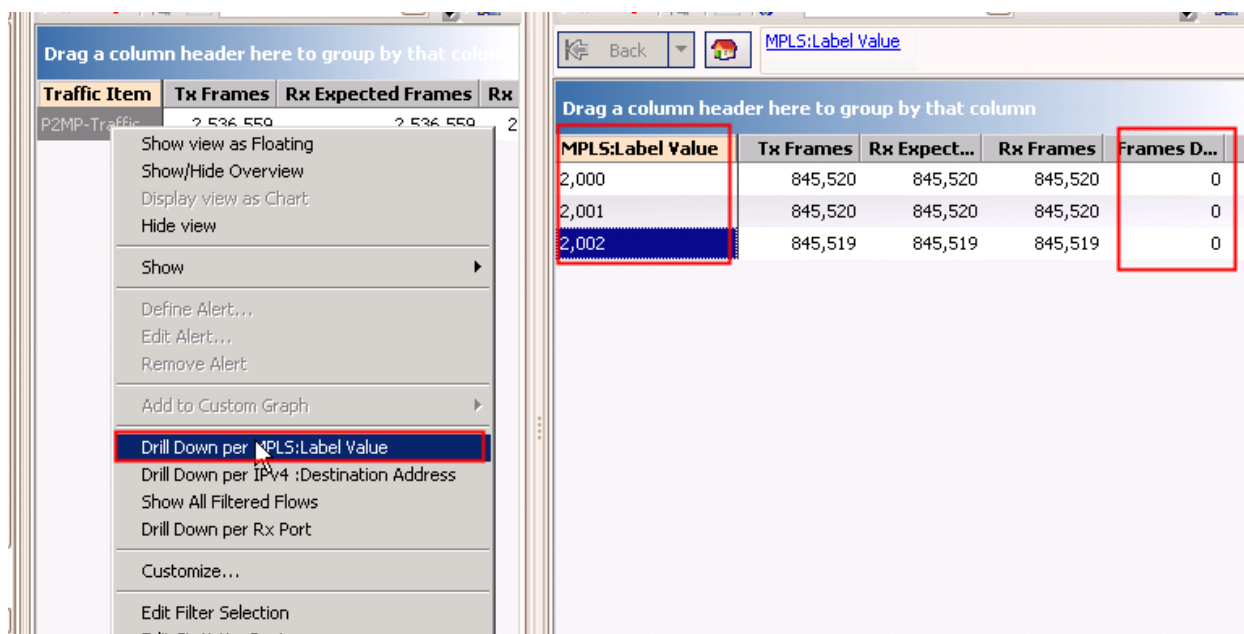 Drag a column header here to group by that colu
Traffic Item Tx Frames Rx Expected Frames Rx
P2MP-Traffic 2,536,559 2,536,559 2
Show view as Floating
Show/Hide Overview
Display view as Chart
Hide view
Show
Define Alert...
Edit Alert...
Remove Alert
Add to Custom Graph
Drill Down per MPLS:Label Value
Drill Down per IPv4 :Destination Address
Show All Filtered Flows
Drill Down per Rx Port
Customize...
Edit Filter Selection
Back
MPLS:Label Value
Drag a column header here to group by that column
MPLS:Label Value Tx Frames Rx Expect... Rx Frames Frames D...
2,000 845,520 845,520 845,520 0
2,001 845,520 845,520 845,520 0
2,002 845,519 845,519 845,519 0